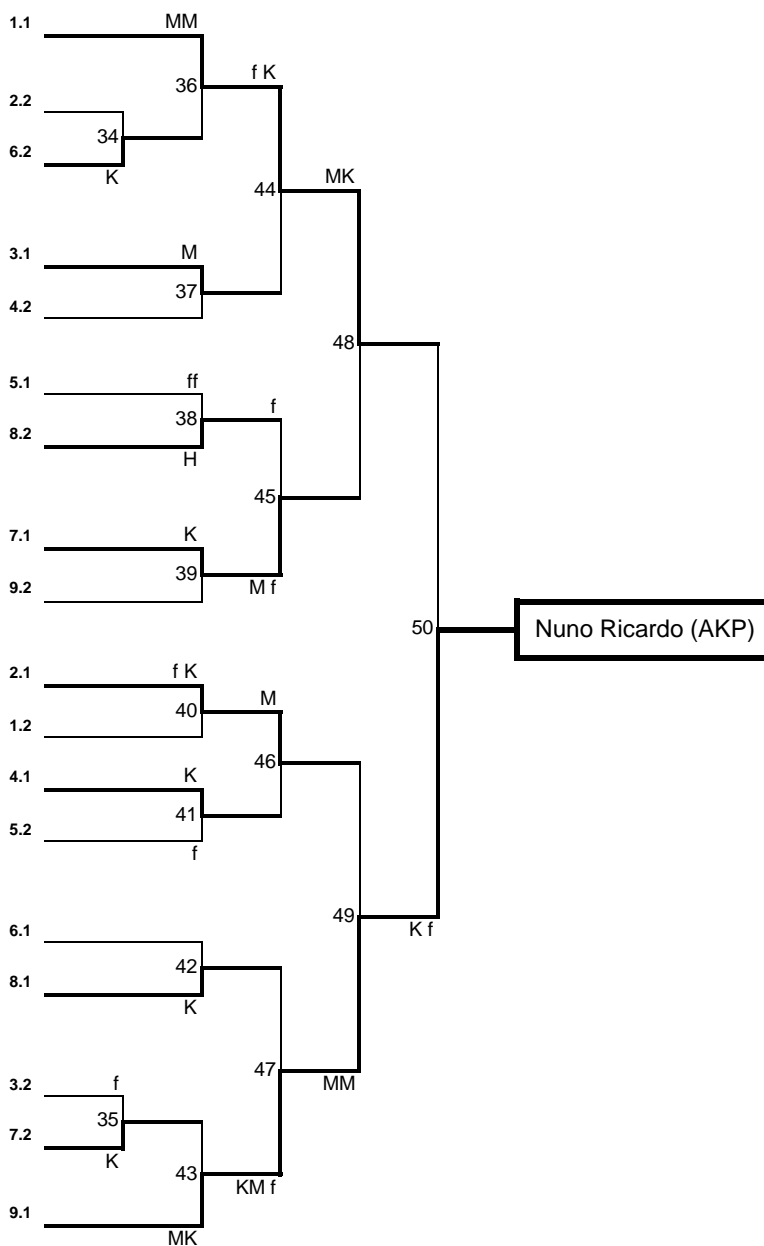 1.1 MM
36 f K
2.2
34
6.2
K
44 MK
3.1 M
37
4.2
48
5.1 ff
38 f
8.2
H
45
7.1 K
39 M f
9.2
50 Nuno Ricardo (AKP)
2.1 f K
40 M
1.2
46
4.1 K
41
5.2
f
49 K f
6.1
42
8.1
K
47 MM
3.2 f
35
7.2
K
43 KM f
9.1
MK